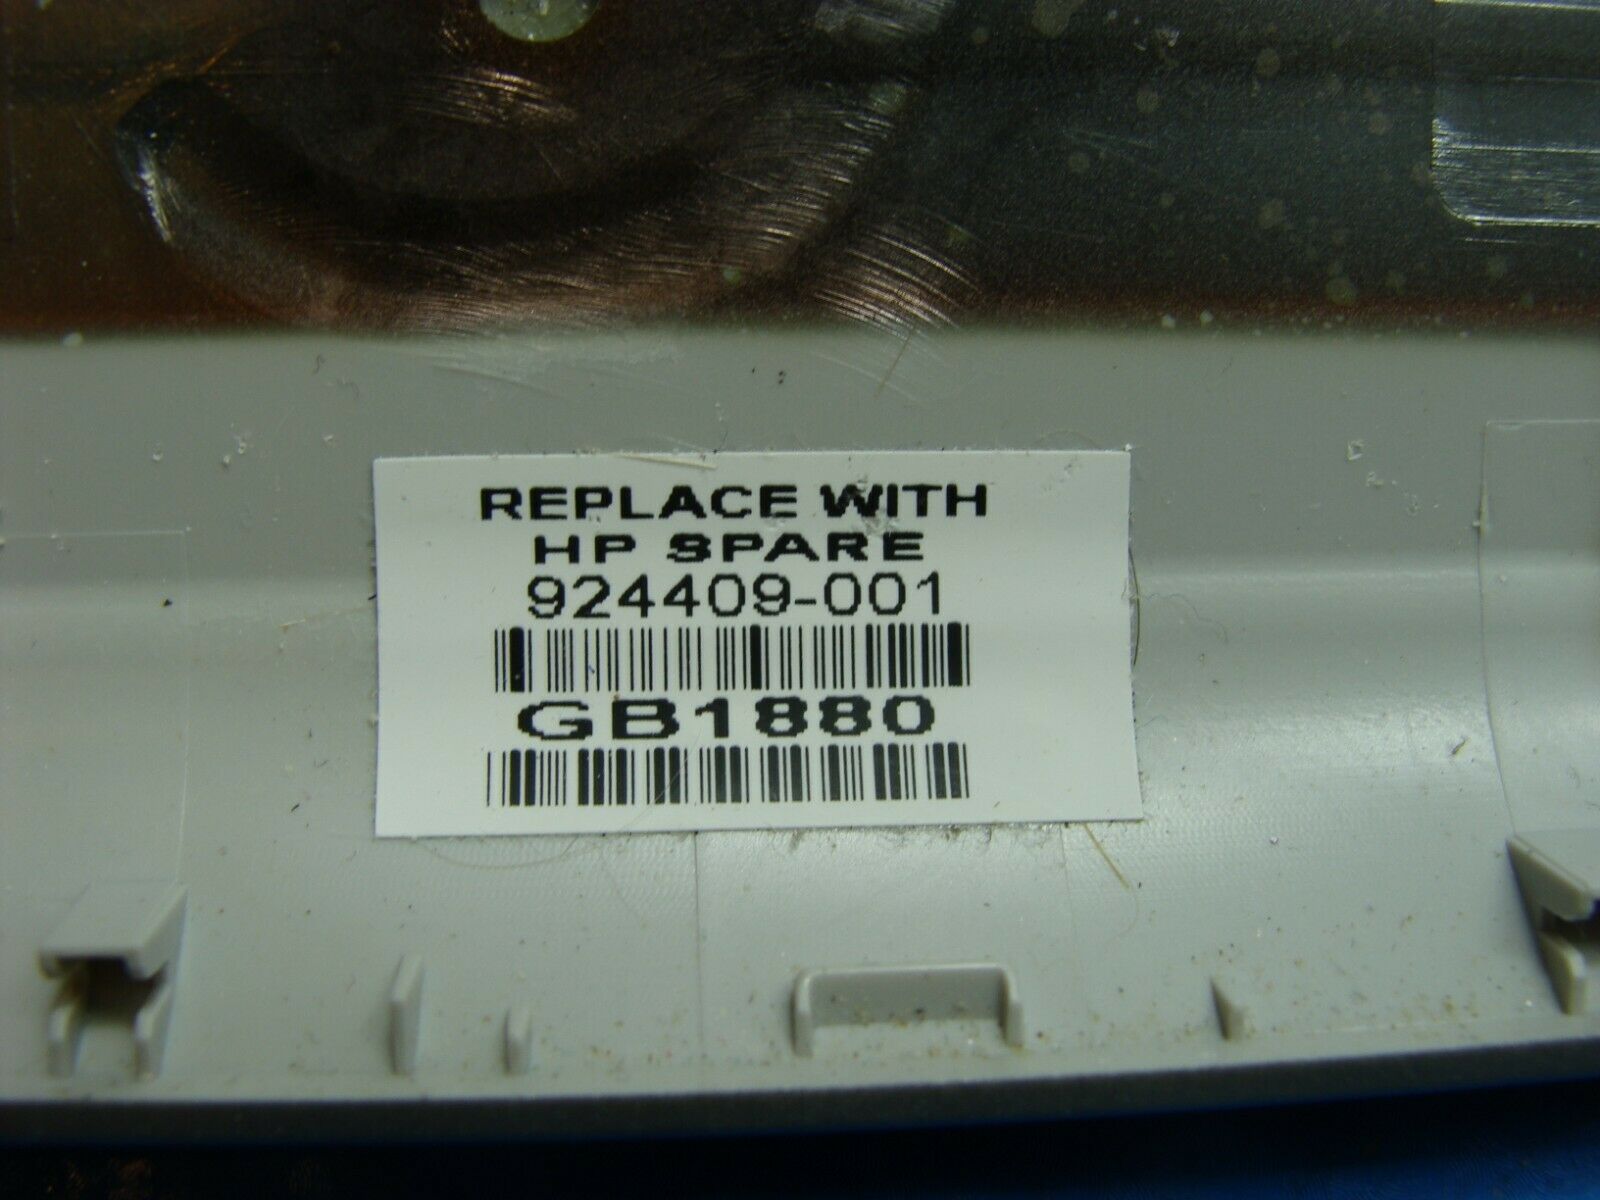 REPLACE WITH
HP SPARE
924409-001
GB1880